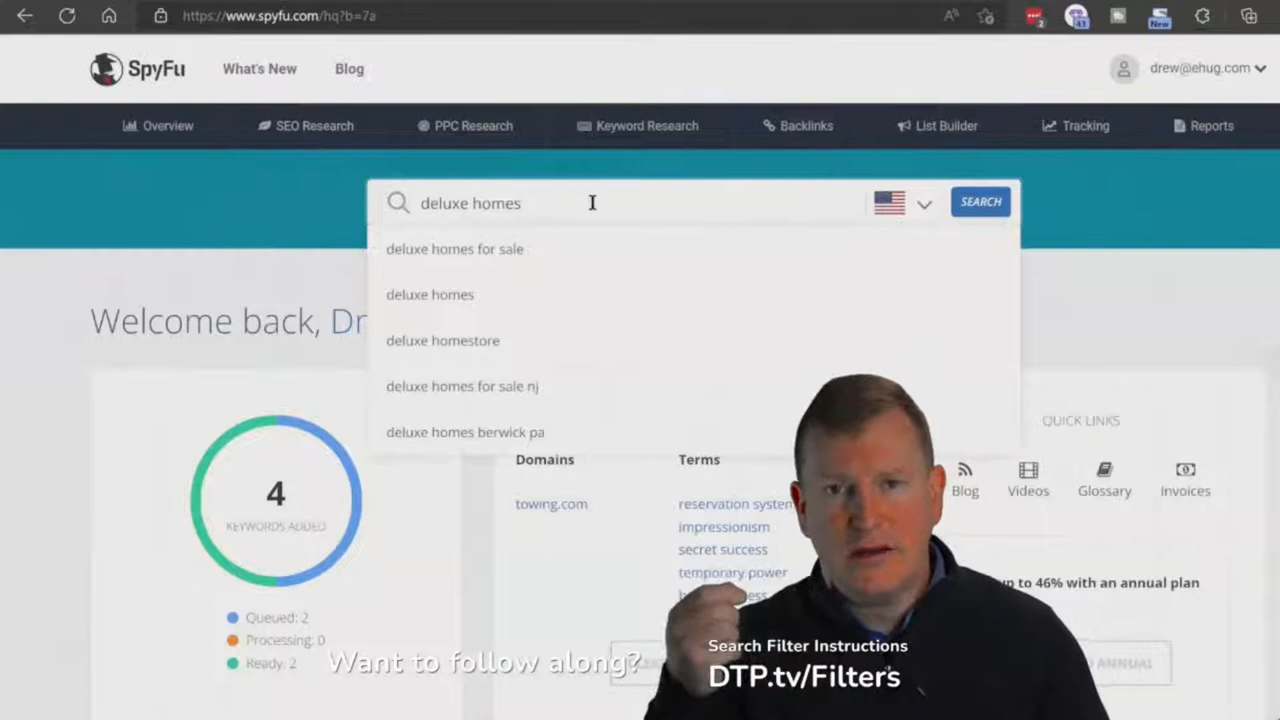 https://www.spyfu.com/hq?b=7a
2
43
New
SpyFu
What's New
Blog
drew@ehug.com
Overview
SEO Research
PPC Research
Keyword Research
Backlinks
List Builder
Tracking
Reports
deluxe homes
SEARCH
deluxe homes for sale
deluxe homes
deluxe homestore
deluxe homes for sale nj
deluxe homes berwick pa
Welcome back, Dr
4
KEYWORDS ADDED
Queued: 2
Processing: 0
Ready: 2
Domains
towing.com
Terms
reservation system
impressionism
secret success
temporary power
QUICK LINKS
Blog
Videos
Glossary
Invoices
up to 46% with an annual plan
ANNUAL
Want to follow along?
Search Filter Instructions
DTP.tv/Filters